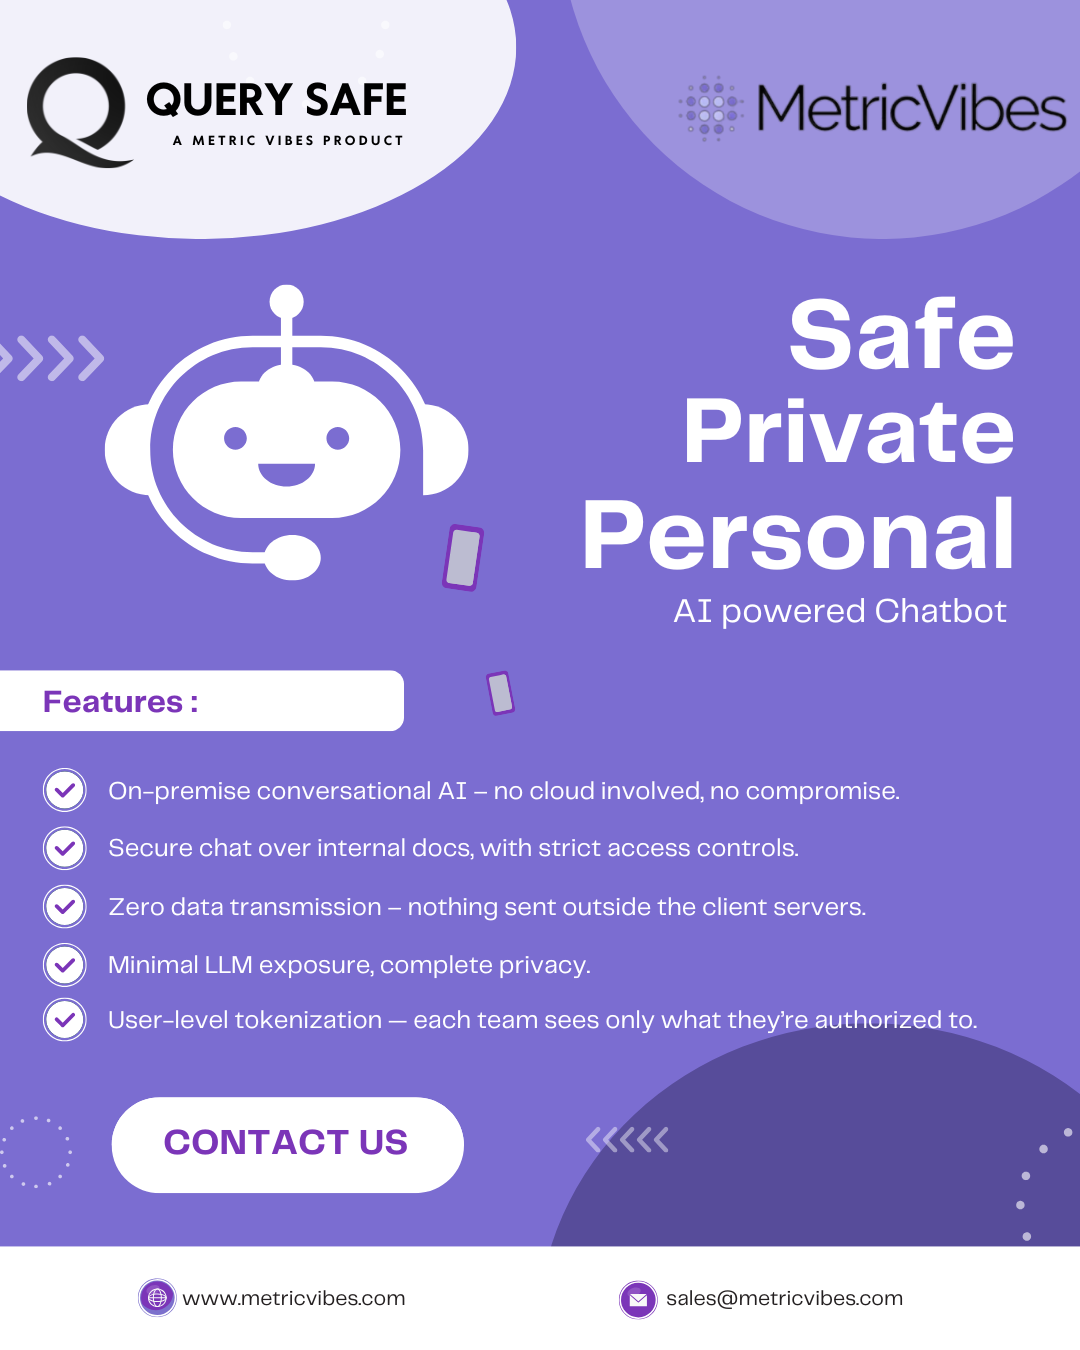 QUERY SAFE
A METRIC VIBES PRODUCT
MetricVibes
Safe
Private
Personal
AI powered Chatbot
Features :
On-premise conversational AI – no cloud involved, no compromise.
Secure chat over internal docs, with strict access controls.
Zero data transmission – nothing sent outside the client servers.
Minimal LLM exposure, complete privacy.
User-level tokenization — each team sees only what they’re authorized to.
CONTACT US
www.metricvibes.com
sales@metricvibes.com